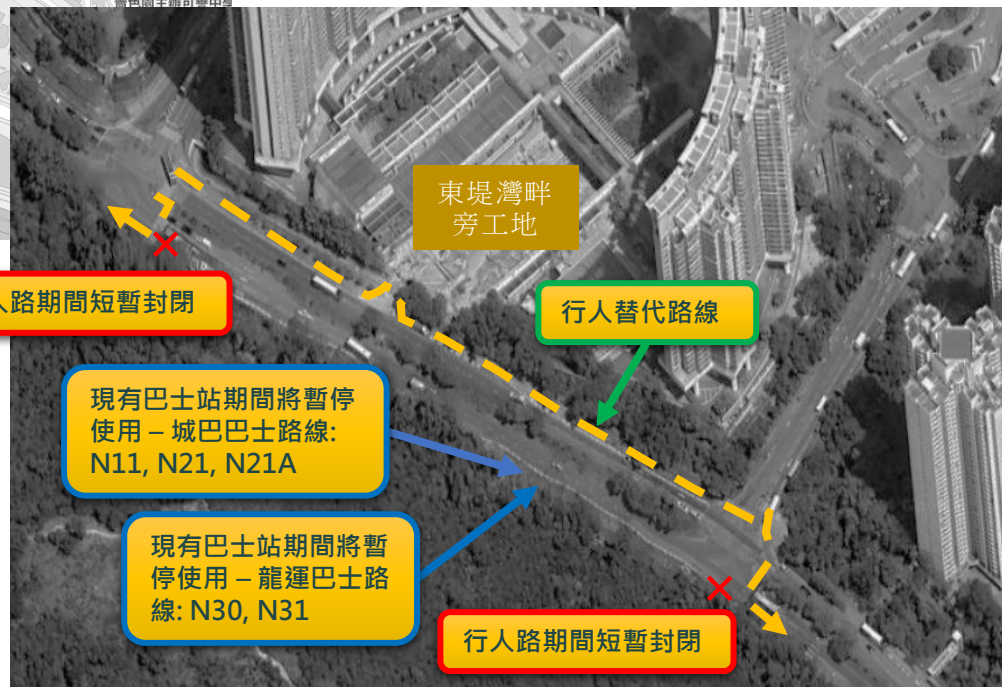 東堤灣畔
旁工地
人路期間短暫封閉
行人替代路線
現有巴士站期間將暫停
使用 – 城巴巴士路線:
N11, N21, N21A
現有巴士站期間將暫
停使用 – 龍運巴士路
線: N30, N31
行人路期間短暫封閉